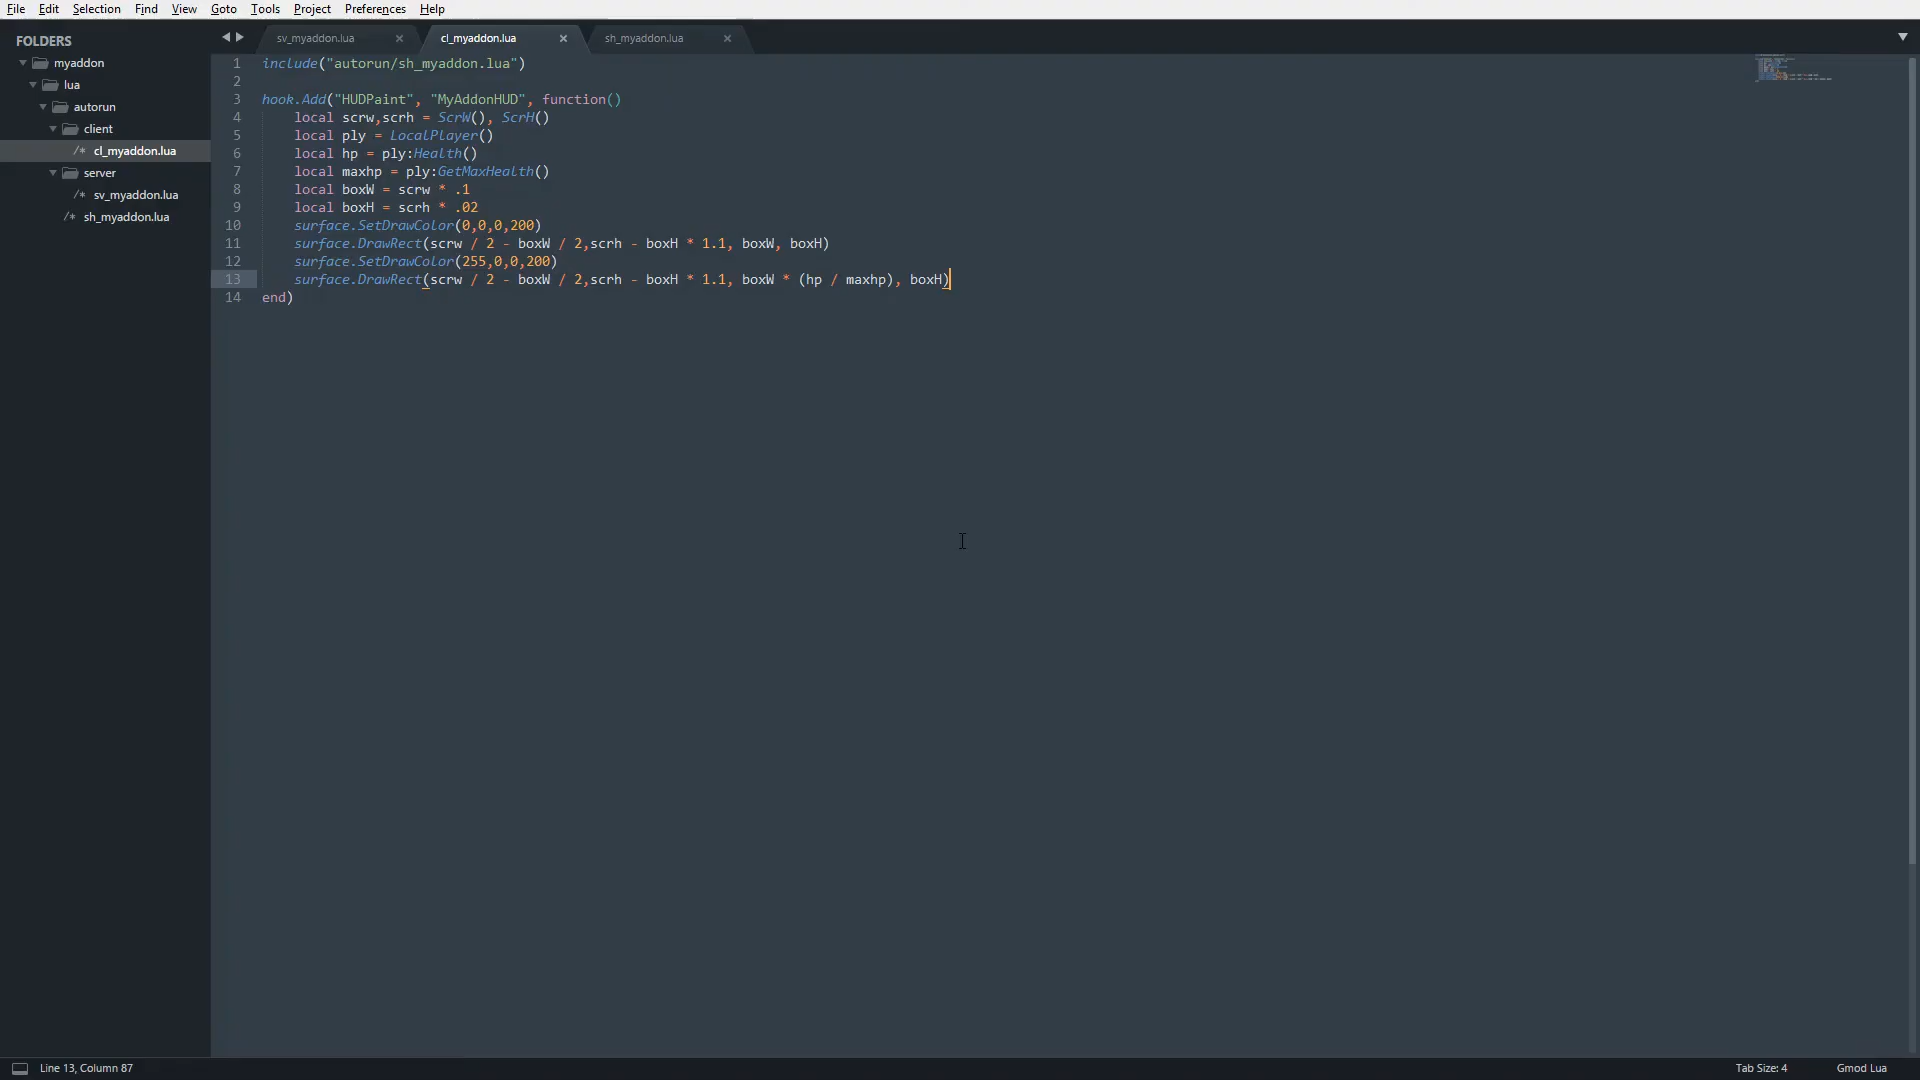 File Edit Selection Find View Goto Tools Project Preferences Help
FOLDERS
myaddon
lua
autorun
client
/* cl_myaddon.lua
server
/* sv_myaddon.lua
/* sh_myaddon.lua
sv_myaddon.lua × cl_myaddon.lua × sh_myaddon.lua ×
1 include("autorun/sh_myaddon.lua")
2
3 hook.Add("HUDPaint", "MyAddonHUD", function()
4     local scrw,scrh = ScrW(), ScrH()
5     local ply = LocalPlayer()
6     local hp = ply:Health()
7     local maxhp = ply:GetMaxHealth()
8     local boxW = scrw * .1
9     local boxH = scrh * .02
10     surface.SetDrawColor(0,0,0,200)
11     surface.DrawRect(scrw / 2 - boxW / 2,scrh - boxH * 1.1, boxW, boxH)
12     surface.SetDrawColor(255,0,0,200)
13     surface.DrawRect(scrw / 2 - boxW / 2,scrh - boxH * 1.1, boxW * (hp / maxhp), boxH)
14 end)
Line 13, Column 87 Tab Size: 4 Gmod Lua